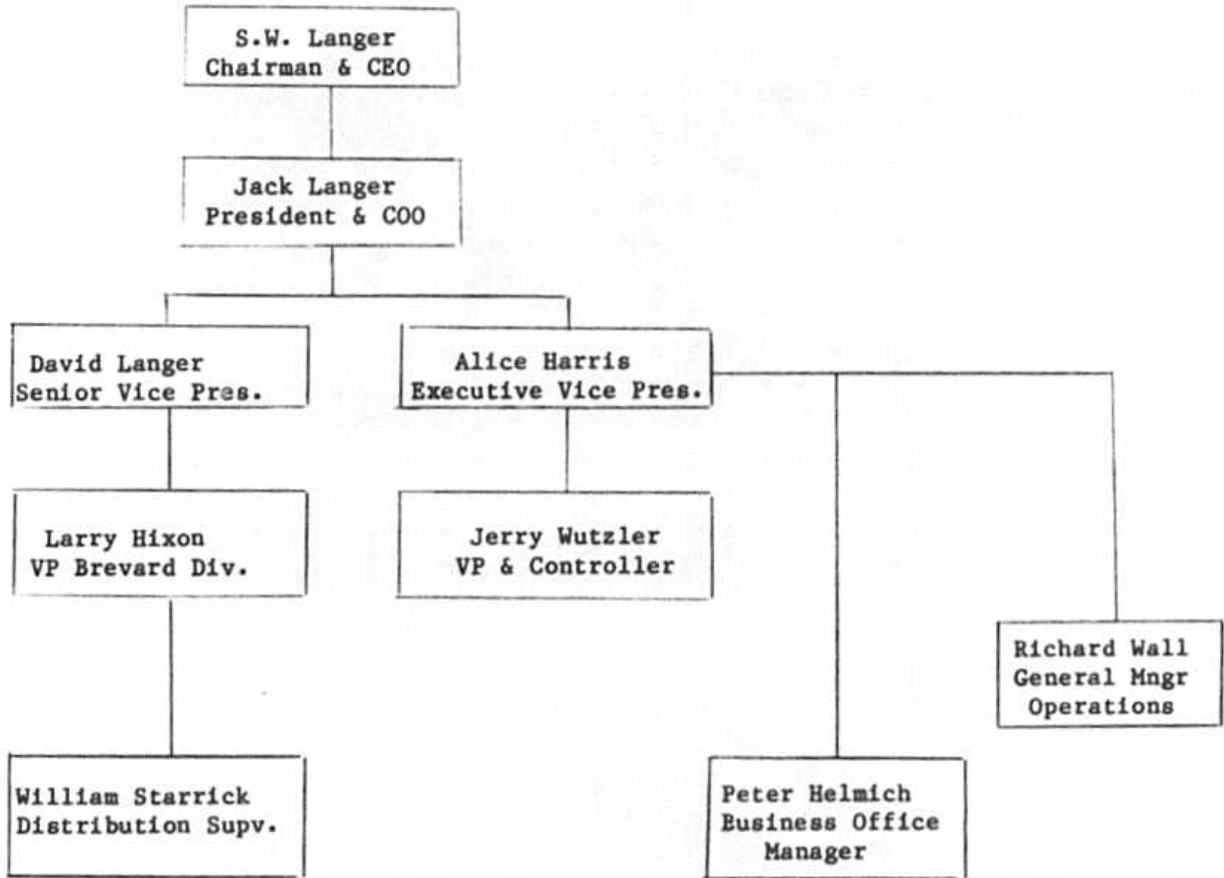 S.W. Langer
Chairman & CEO
Jack Langer
President & COO
David Langer
Senior Vice Pres.
Alice Harris
Executive Vice Pres.
Larry Hixon
VP Brevard Div.
Jerry Wutzler
VP & Controller
Richard Wall
General Mngr
Operations
William Starrick
Distribution Supv.
Peter Helmich
Business Office
Manager